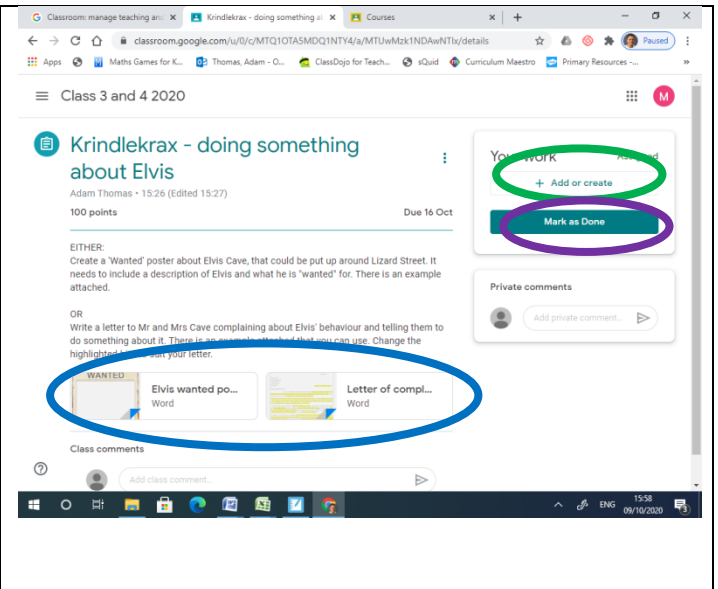 Classroom: manage teaching and
Krindlekrax - doing something al
Courses
classroom.google.com/u/0/c/MTQ1OTA5MDQ1NTY4/a/MTUwMzk1NDAwNTIx/details
Paused
Apps
Maths Games for K...
Thomas, Adam - O...
ClassDojo for Teach...
sQuid
Curriculum Maestro
Primary Resources -...
Class 3 and 4 2020
M
Krindlekrax - doing something
about Elvis
Adam Thomas • 15:26 (Edited 15:27)
100 points
Due 16 Oct
EITHER:
Create a 'Wanted' poster about Elvis Cave, that could be put up around Lizard Street. It
needs to include a description of Elvis and what he is "wanted" for. There is an example
attached.
OR
Write a letter to Mr and Mrs Cave complaining about Elvis' behaviour and telling them to
do something about it. There is an example attached that you can use. Change the
highlighted your letter.
WANTED
Elvis wanted po...
Word
Letter of compl...
Word
Class comments
Add class comment...
Your work
+ Add or create
Mark as Done
Private comments
Add private comment...
ENG
15:58
09/10/2020
3